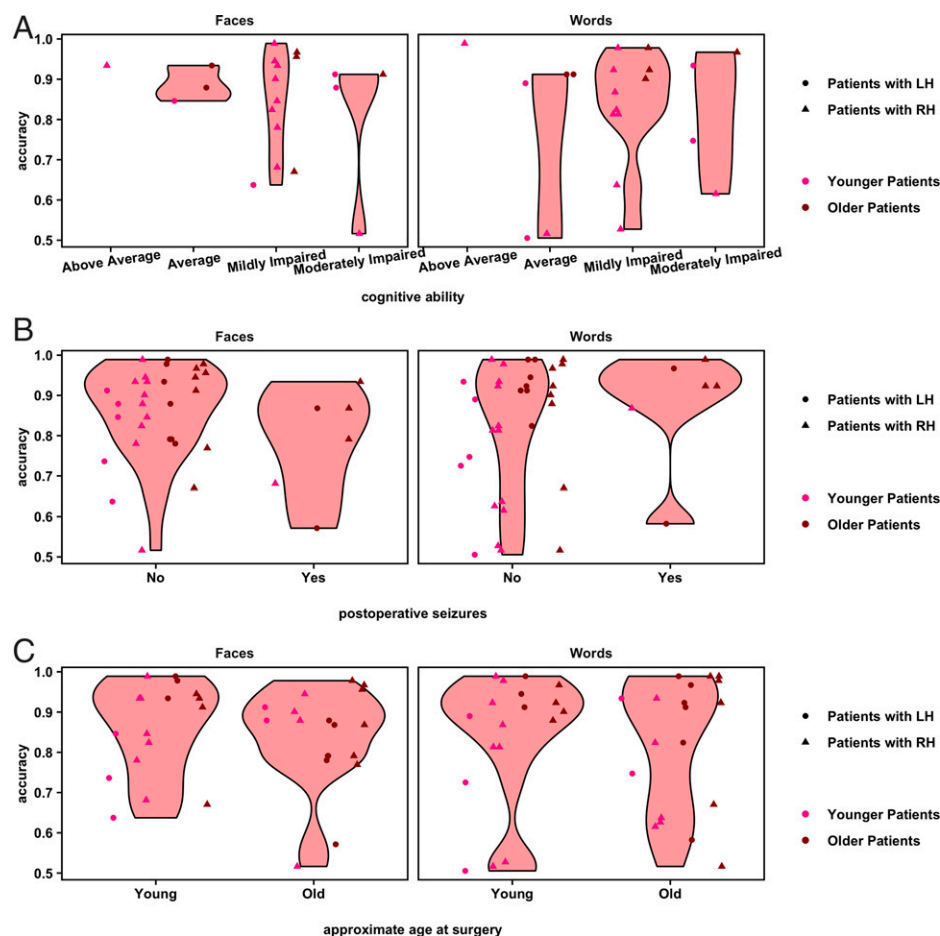 A
Faces
Words
1.0
0.9
0.8
0.7
0.6
0.5
accuracy
Above Average
Average
Mildly Impaired
Moderately Impaired
Above Average
Average
Mildly Impaired
Moderately Impaired
cognitive ability
Patients with LH
Patients with RH
Younger Patients
Older Patients
B
Faces
Words
1.0
0.9
0.8
0.7
0.6
0.5
accuracy
No
Yes
No
Yes
postoperative seizures
Patients with LH
Patients with RH
Younger Patients
Older Patients
C
Faces
Words
1.0
0.9
0.8
0.7
0.6
0.5
accuracy
Young
Old
Young
Old
approximate age at surgery
Patients with LH
Patients with RH
Younger Patients
Older Patients